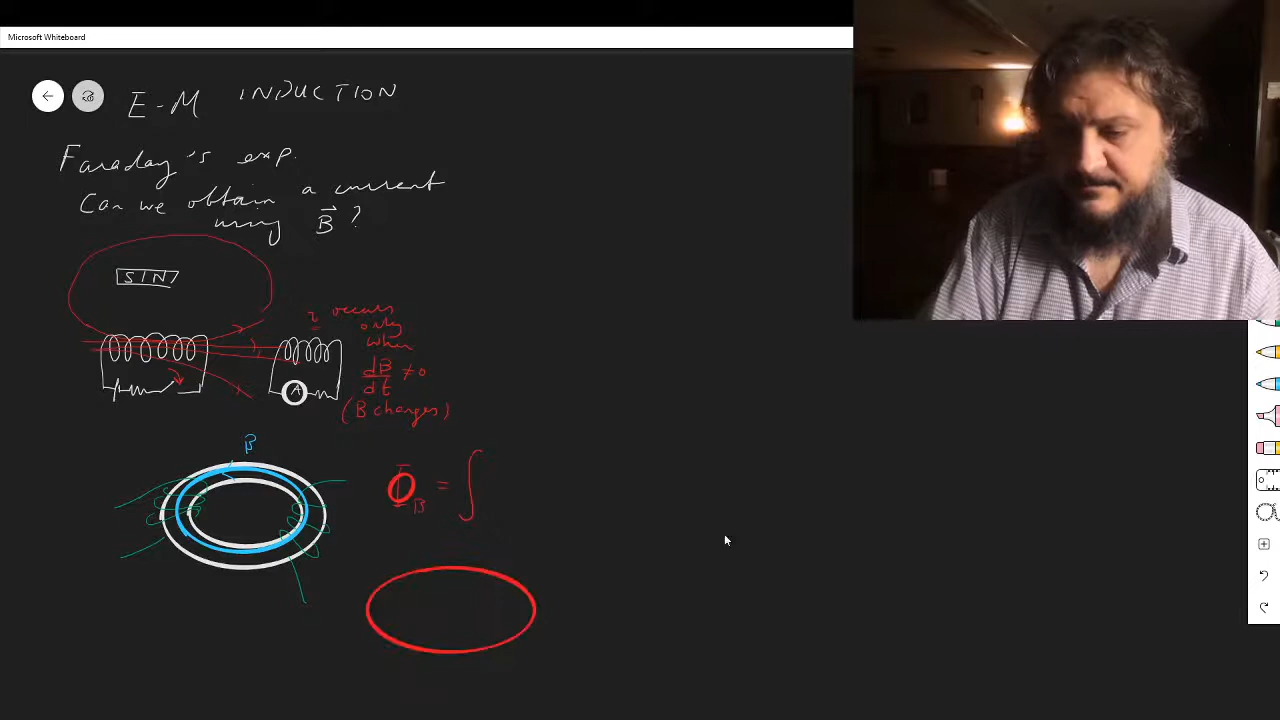 Microsoft Whiteboard
E-M INDUCTION
Faraday's exp.
Can we obtain a current
using B⃗ ?
S|N
i occurs
only
when
dB/dt ≠ 0
(B changes)
A
B
Φ_B = ∫